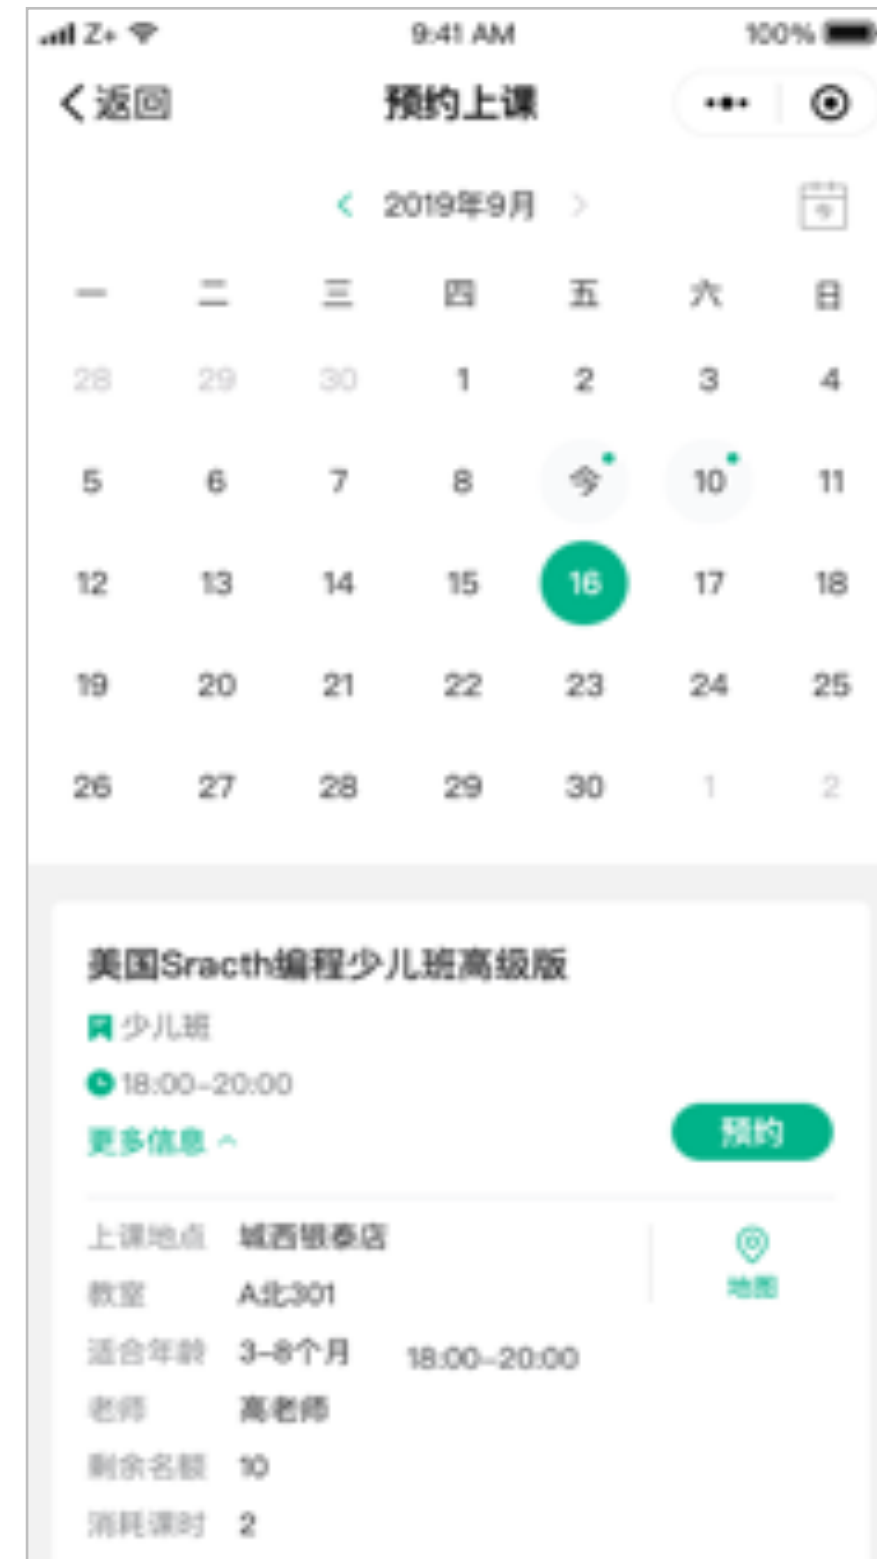 Z+ 9:41 AM 100%
返回 预约上课
2019年9月 今
一 二 三 四 五 六 日
28 29 30 1 2 3 4
5 6 7 8 今 10 11
12 13 14 15 16 17 18
19 20 21 22 23 24 25
26 27 28 29 30 1 2
美国Sracth编程少儿班高级版
少儿班
18:00-20:00
更多信息 预约
上课地点 城西银泰店
地图
教室 A北301
适合年龄 3-8个月 18:00-20:00
老师 高老师
剩余名额 10
消耗课时 2